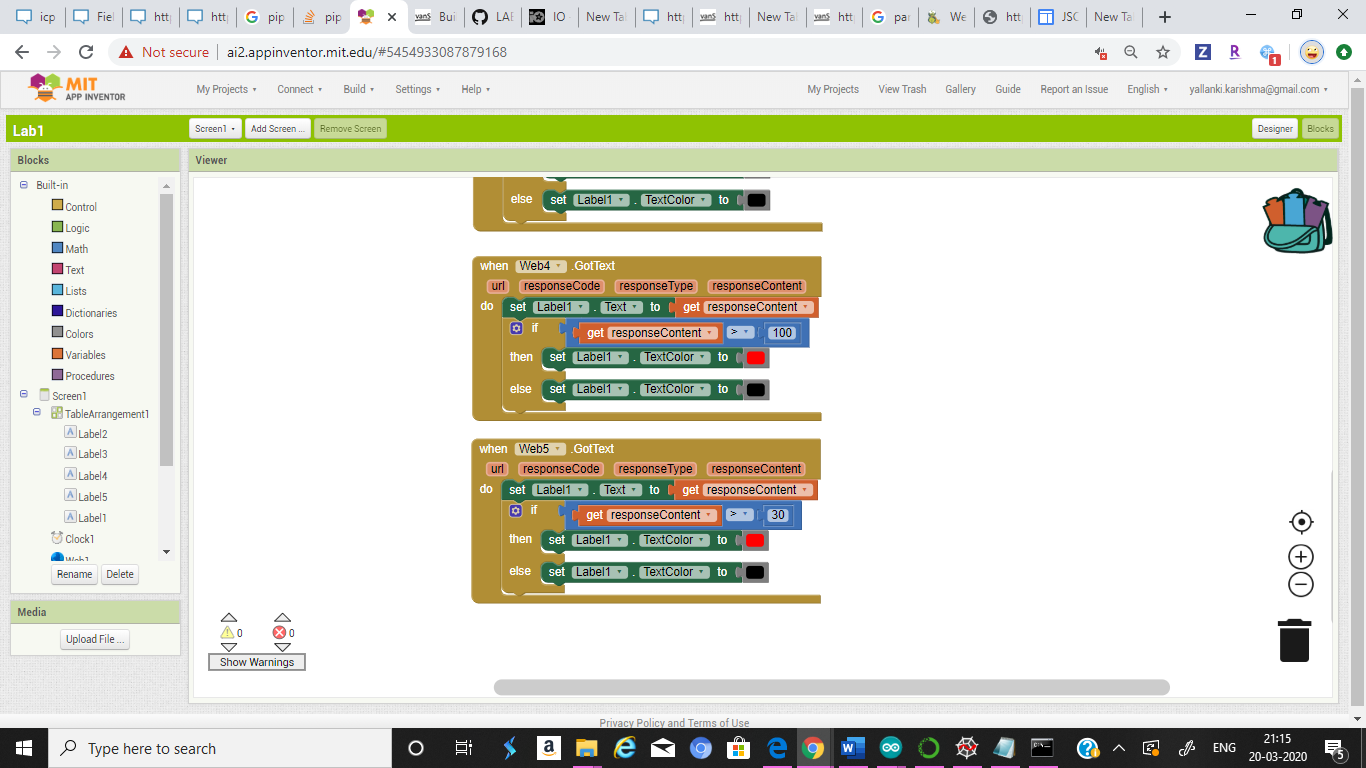 icp Fiel http http pip pip Buil LAB IO New Tal http http New Tal http par We htt JSC New Tal
Not secure ai2.appinventor.mit.edu/#5454933087879168
MIT APP INVENTOR My Projects Connect Build Settings Help My Projects View Trash Gallery Guide Report an Issue English yallanki.karishma@gmail.com
Lab1 Screen1 Add Screen ... Remove Screen Designer Blocks
Blocks Viewer
Built-in
Control
Logic
Math
Text
Lists
Dictionaries
Colors
Variables
Procedures
Screen1
TableArrangement1
Label2
Label3
Label4
Label5
Label1
Clock1
Web1
Rename Delete
Media
Upload File ...
else set Label1 . TextColor to
when Web4 .GotText
url responseCode responseType responseContent
do set Label1 . Text to get responseContent
if get responseContent > 100
then set Label1 . TextColor to
else set Label1 . TextColor to
when Web5 .GotText
url responseCode responseType responseContent
do set Label1 . Text to get responseContent
if get responseContent > 30
then set Label1 . TextColor to
else set Label1 . TextColor to
0 0
Show Warnings
Privacy Policy and Terms of Use
Type here to search ENG 21:15
20-03-2020 5